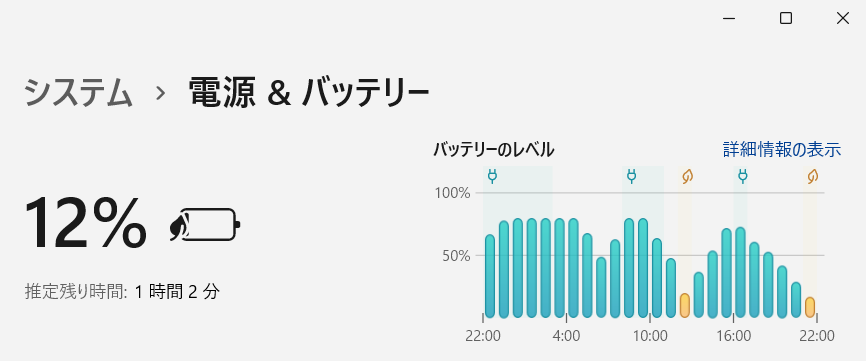 システム › 電源 & バッテリー
バッテリーのレベル 詳細情報の表示
12%
推定残り時間: 1 時間 2 分
100%
50%
22:00 4:00 10:00 16:00 22:00